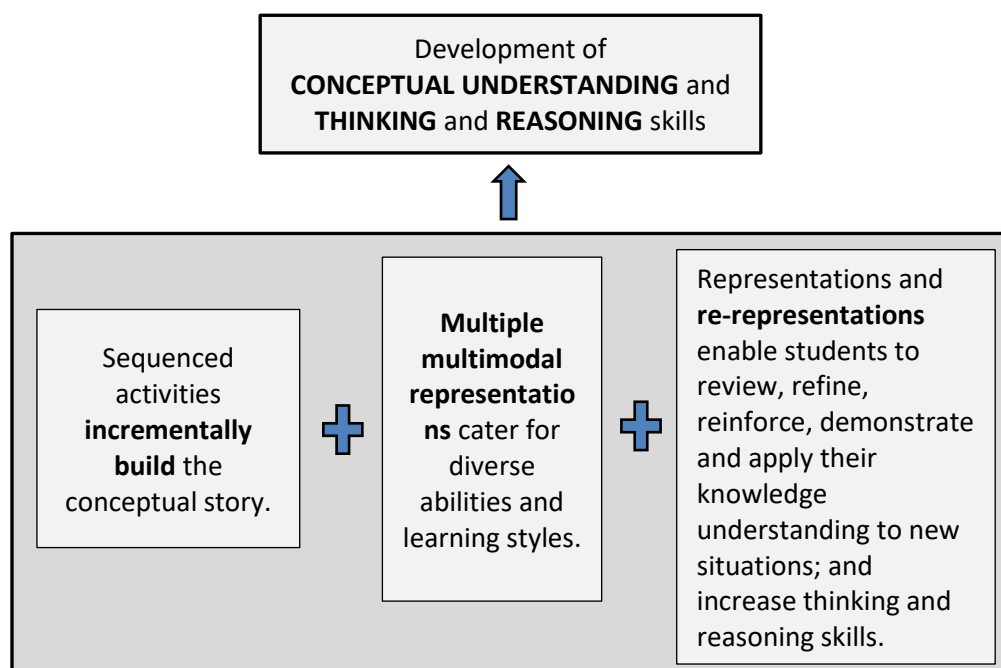 Development of
CONCEPTUAL UNDERSTANDING and
THINKING and REASONING skills
Sequenced
activities
incrementally
build the
conceptual story.
Multiple
multimodal
representatio
ns cater for
diverse
abilities and
learning styles.
Representations and
re-representations
enable students to
review, refine,
reinforce, demonstrate
and apply their
knowledge
understanding to new
situations; and
increase thinking and
reasoning skills.